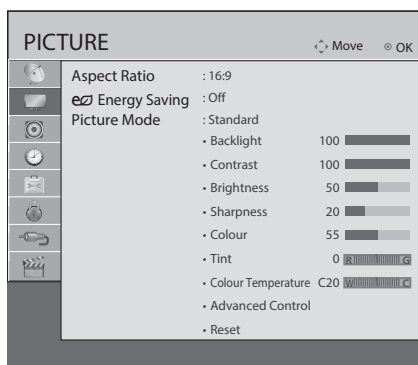 PICTURE Move OK
Aspect Ratio : 16:9
e Energy Saving : Off
Picture Mode : Standard
• Backlight 100
• Contrast 100
• Brightness 50
• Sharpness 20
• Colour 55
• Tint 0 R G
• Colour Temperature C20 W C
• Advanced Control
• Reset